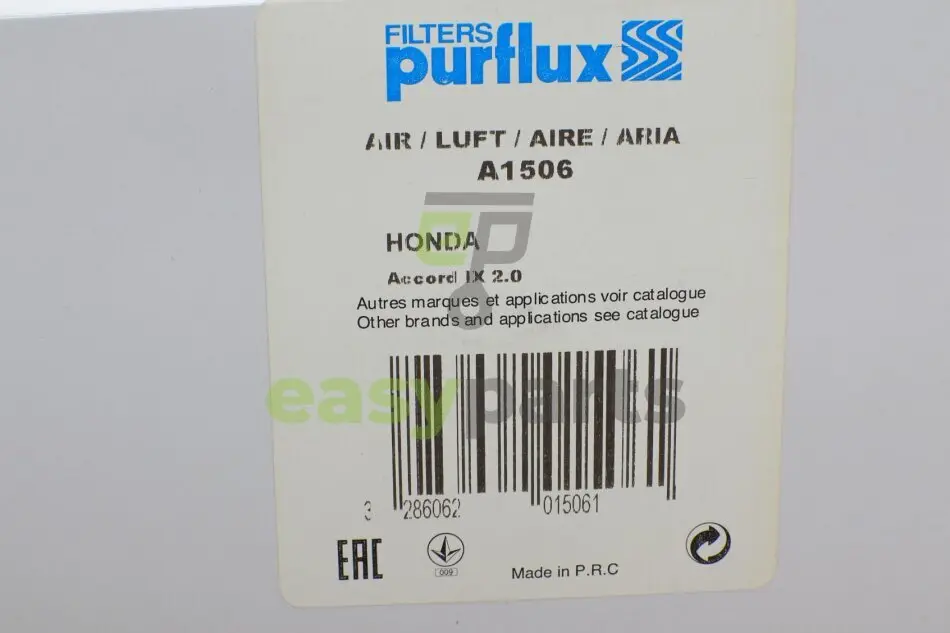 FILTERS
purflux
AIR / LUFT / AIRE / ARIA
A1506
HONDA
Accord IX 2.0
Autres marques et applications voir catalogue
Other brands and applications see catalogue
easyparts
3 286062 015061
EAC
009
Made in P.R.C